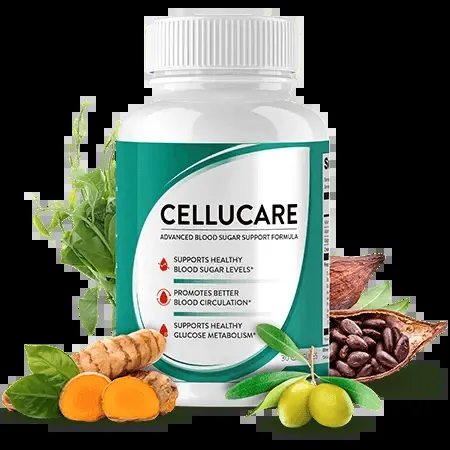 CELLUCARE
ADVANCED BLOOD SUGAR SUPPORT FORMULA
SUPPORTS HEALTHY
BLOOD SUGAR LEVELS*
PROMOTES BETTER
BLOOD CIRCULATION*
SUPPORTS HEALTHY
GLUCOSE METABOLISM*
30